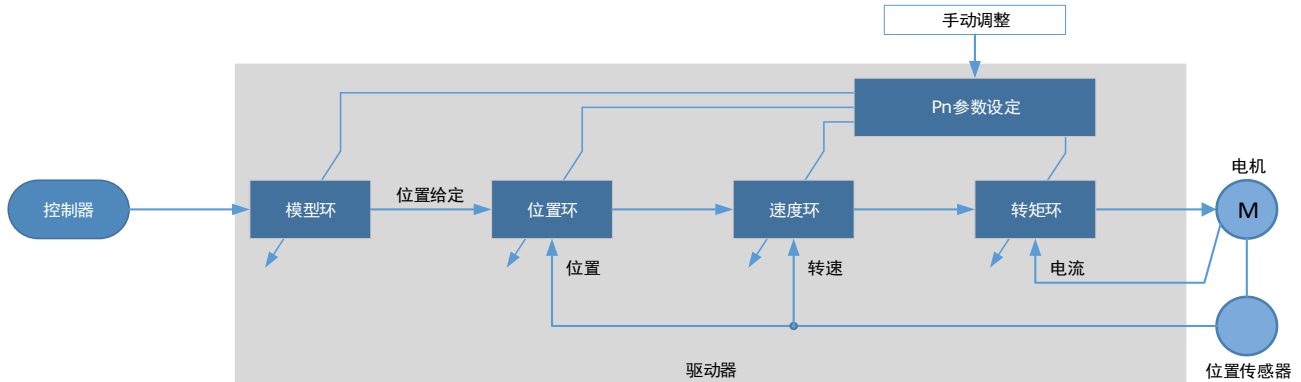 手动调整
Pn参数设定
电机
控制器
模型环
位置给定
位置环
速度环
转矩环
M
位置
转速
电流
驱动器
位置传感器